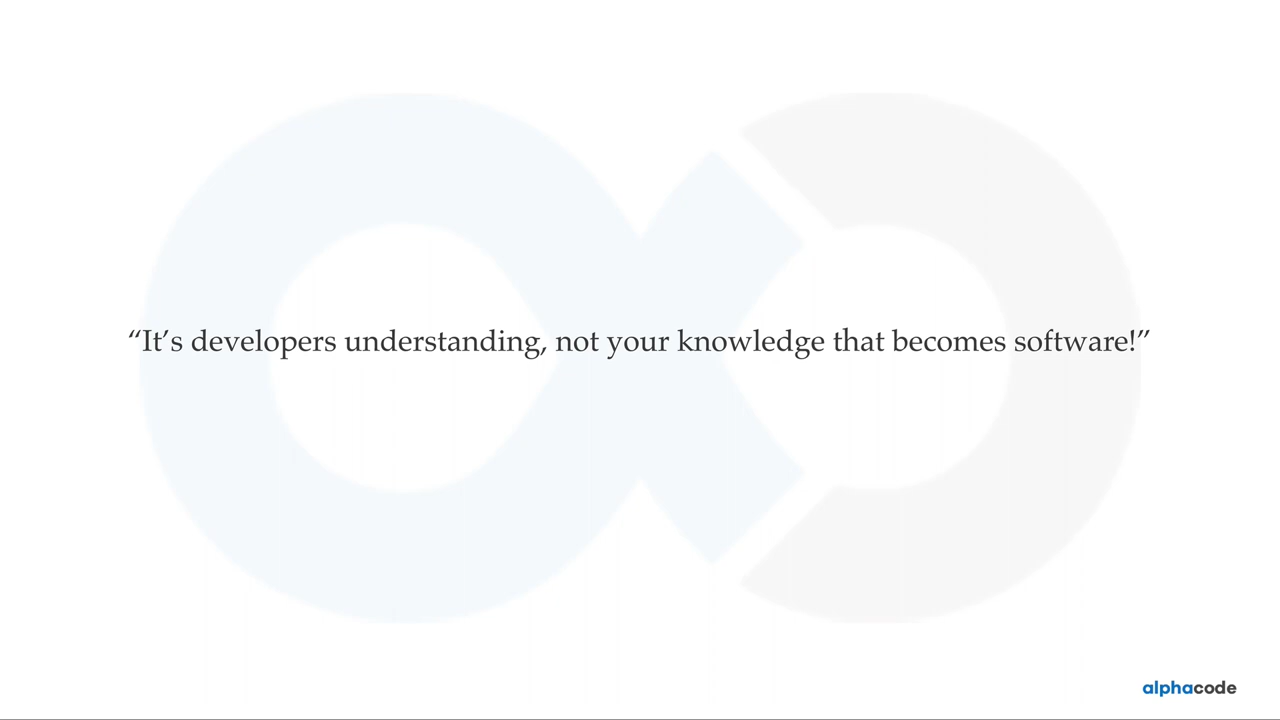 “It’s developers understanding, not your knowledge that becomes software!”
alphacode